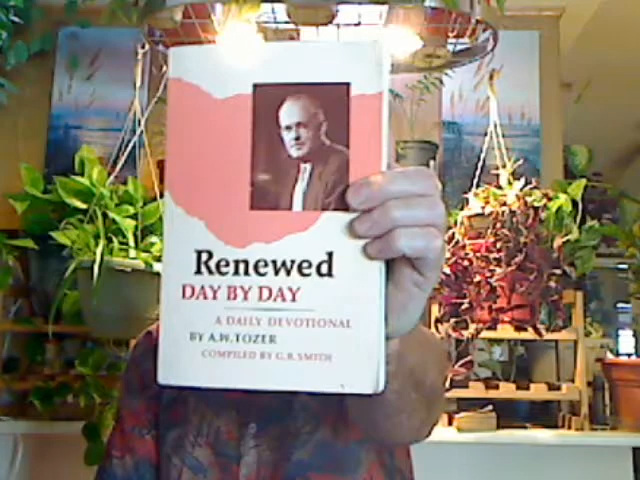 Renewed
DAY BY DAY
A DAILY DEVOTIONAL
BY A.W. TOZER
COMPILED BY G.B. SMITH